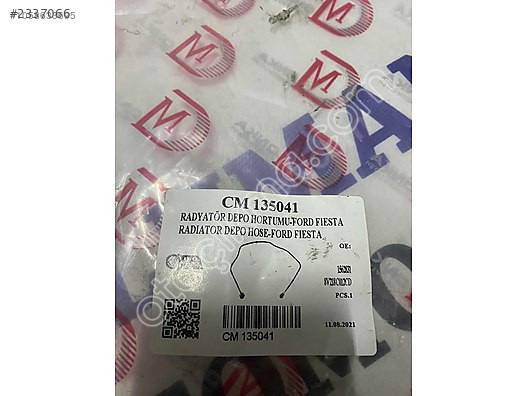 #2337066
CM 135041
RADYATÖR DEPO HORTUMU-FORD FIESTA
RADIATOR DEPO HOSE-FORD FIESTA
OE:
PCS.1
11.08.2021
CM 135041